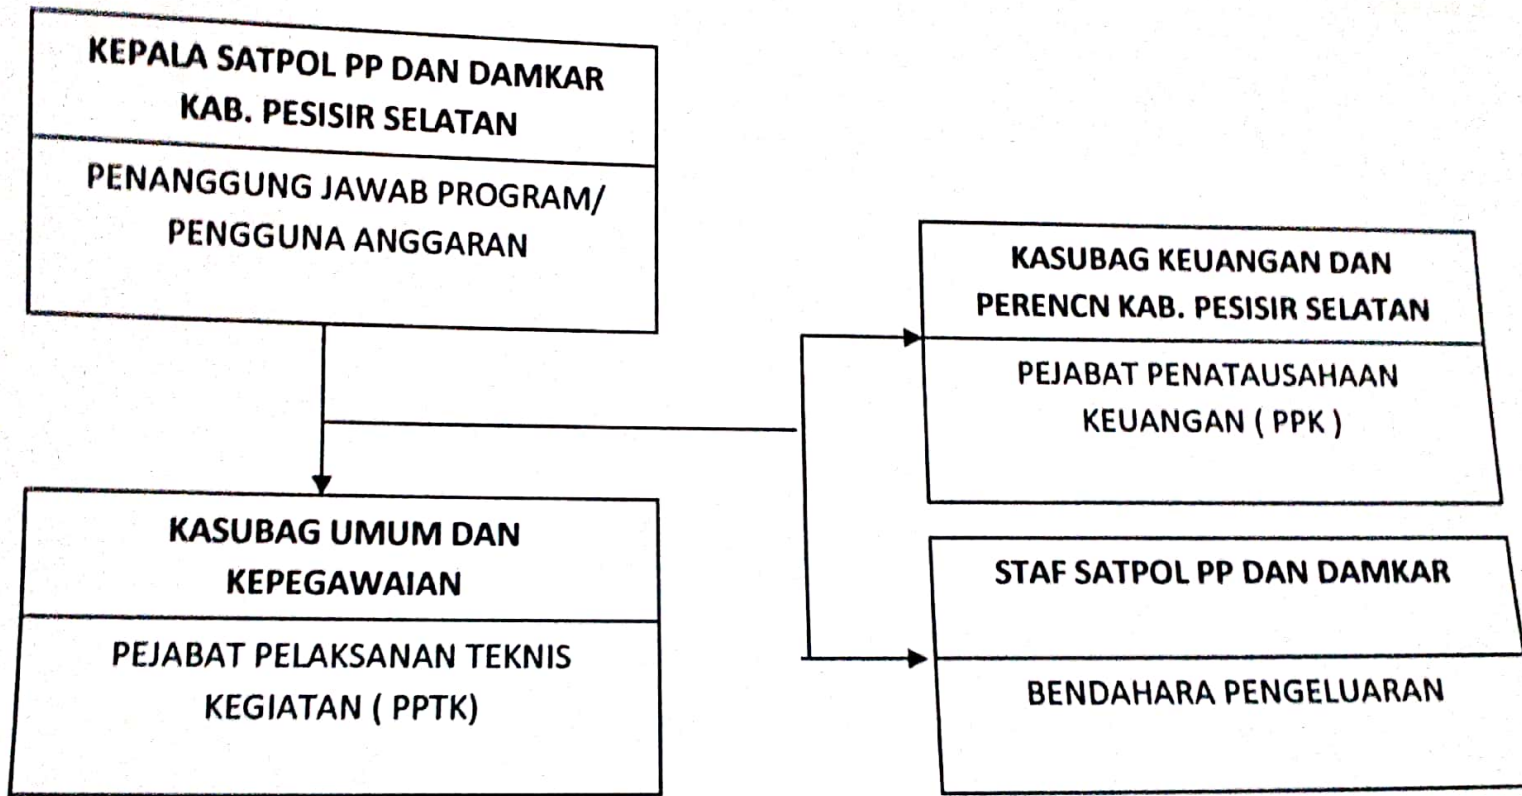 KEPALA SATPOL PP DAN DAMKAR
KAB. PESISIR SELATAN
PENANGGUNG JAWAB PROGRAM/
PENGGUNA ANGGARAN
KASUBAG KEUANGAN DAN
PERENCN KAB. PESISIR SELATAN
PEJABAT PENATAUSAHAAN
KEUANGAN ( PPK )
KASUBAG UMUM DAN
KEPEGAWAIAN
PEJABAT PELAKSANAN TEKNIS
KEGIATAN ( PPTK)
STAF SATPOL PP DAN DAMKAR
BENDAHARA PENGELUARAN